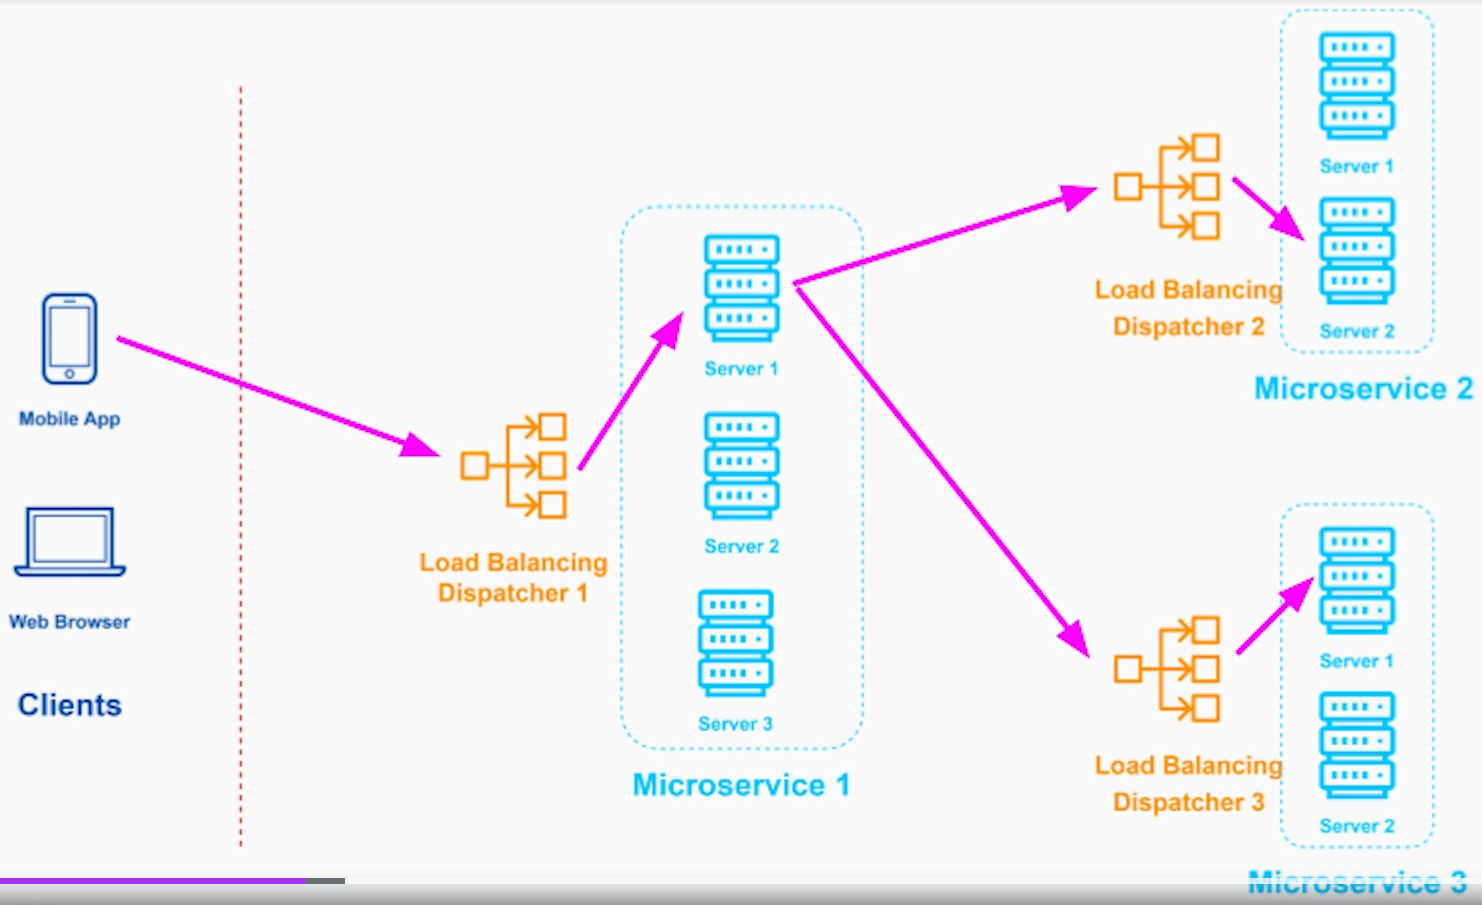 Mobile App
Web Browser
Clients
Load Balancing
Dispatcher 1
Server 1
Server 2
Server 3
Microservice 1
Load Balancing
Dispatcher 2
Server 1
Server 2
Microservice 2
Load Balancing
Dispatcher 3
Server 1
Server 2
Microservice 3